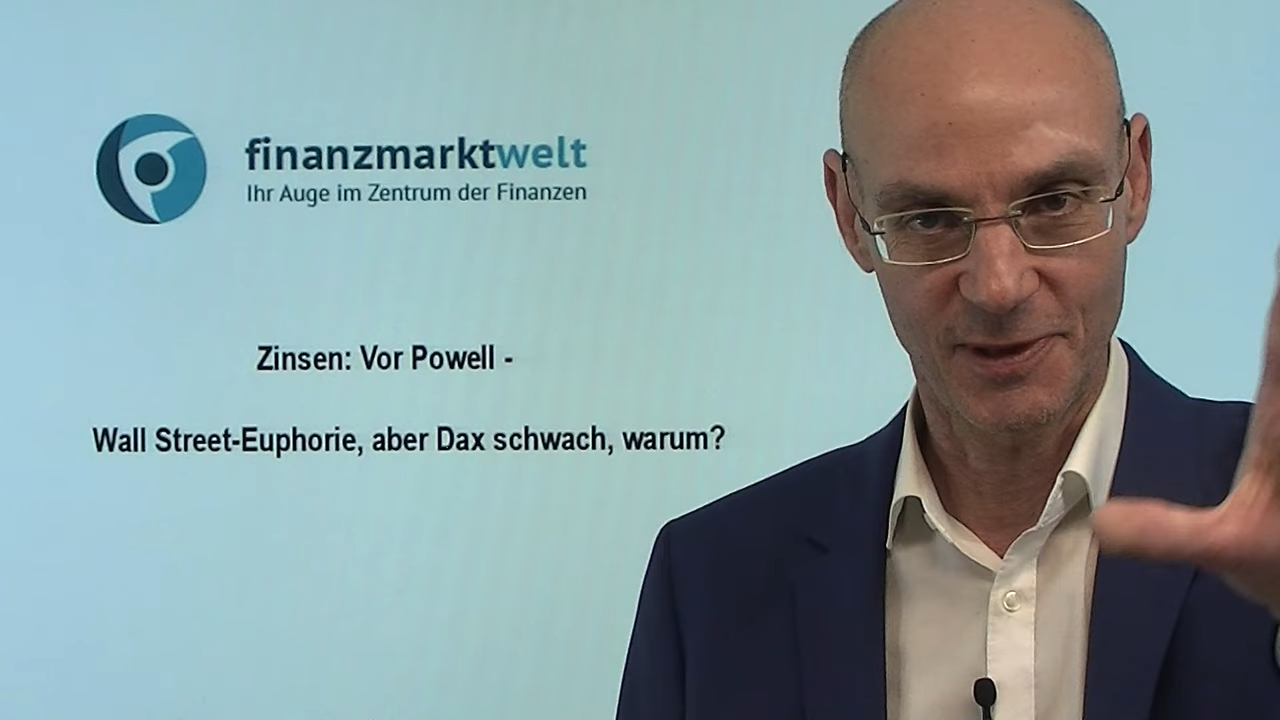 finanzmarktwelt
Ihr Auge im Zentrum der Finanzen
Zinsen: Vor Powell -
Wall Street-Euphorie, aber Dax schwach, warum?